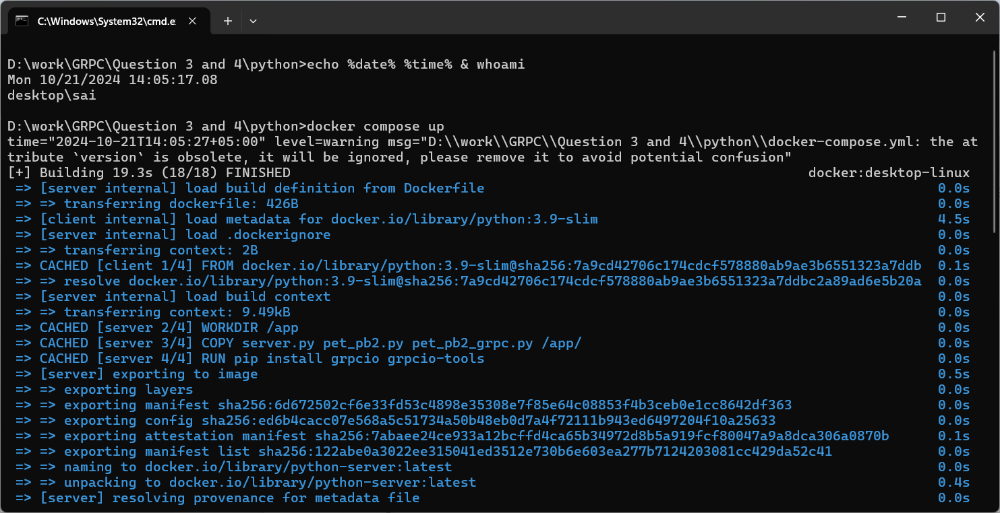 C:\Windows\System32\cmd.e
D:\work\GRPC\Question 3 and 4\python>echo %date% %time% & whoami
Mon 10/21/2024 14:05:17.08
desktop\sai
D:\work\GRPC\Question 3 and 4\python>docker compose up
time="2024-10-21T14:05:27+05:00" level=warning msg="D:\\work\\GRPC\\Question 3 and 4\\python\\docker-compose.yml: the at
tribute `version` is obsolete, it will be ignored, please remove it to avoid potential confusion"
[+] Building 19.3s (18/18) FINISHED docker:desktop-linux
=> [server internal] load build definition from Dockerfile 0.0s
=> => transferring dockerfile: 426B 0.0s
=> [client internal] load metadata for docker.io/library/python:3.9-slim 4.5s
=> [server internal] load .dockerignore 0.0s
=> => transferring context: 2B 0.0s
=> CACHED [client 1/4] FROM docker.io/library/python:3.9-slim@sha256:7a9cd42706c174cdcf578880ab9ae3b6551323a7ddb 0.1s
=> => resolve docker.io/library/python:3.9-slim@sha256:7a9cd42706c174cdcf578880ab9ae3b6551323a7ddbc2a89ad6e5b20a 0.0s
=> [server internal] load build context 0.0s
=> => transferring context: 9.49kB 0.0s
=> CACHED [server 2/4] WORKDIR /app 0.0s
=> CACHED [server 3/4] COPY server.py pet_pb2.py pet_pb2_grpc.py /app/ 0.0s
=> CACHED [server 4/4] RUN pip install grpcio grpcio-tools 0.0s
=> [server] exporting to image 0.5s
=> => exporting layers 0.0s
=> => exporting manifest sha256:6d672502cf6e33fd53c4898e35308e7f85e64c08853f4b3ceb0e1cc8642df363 0.0s
=> => exporting config sha256:ed6b4cacc07e568a5c51734a50b48eb0d7a4f72111b943ed6497204f10a25633 0.0s
=> => exporting attestation manifest sha256:7abaee24ce933a12bcffd4ca65b34972d8b5a919fcf80047a9a8dca306a0870b 0.1s
=> => exporting manifest list sha256:122abe0a3022ee315041ed3512e730b6e603ea277b7124203081cc429da52c41 0.0s
=> => naming to docker.io/library/python-server:latest 0.0s
=> => unpacking to docker.io/library/python-server:latest 0.4s
=> [server] resolving provenance for metadata file 0.0s